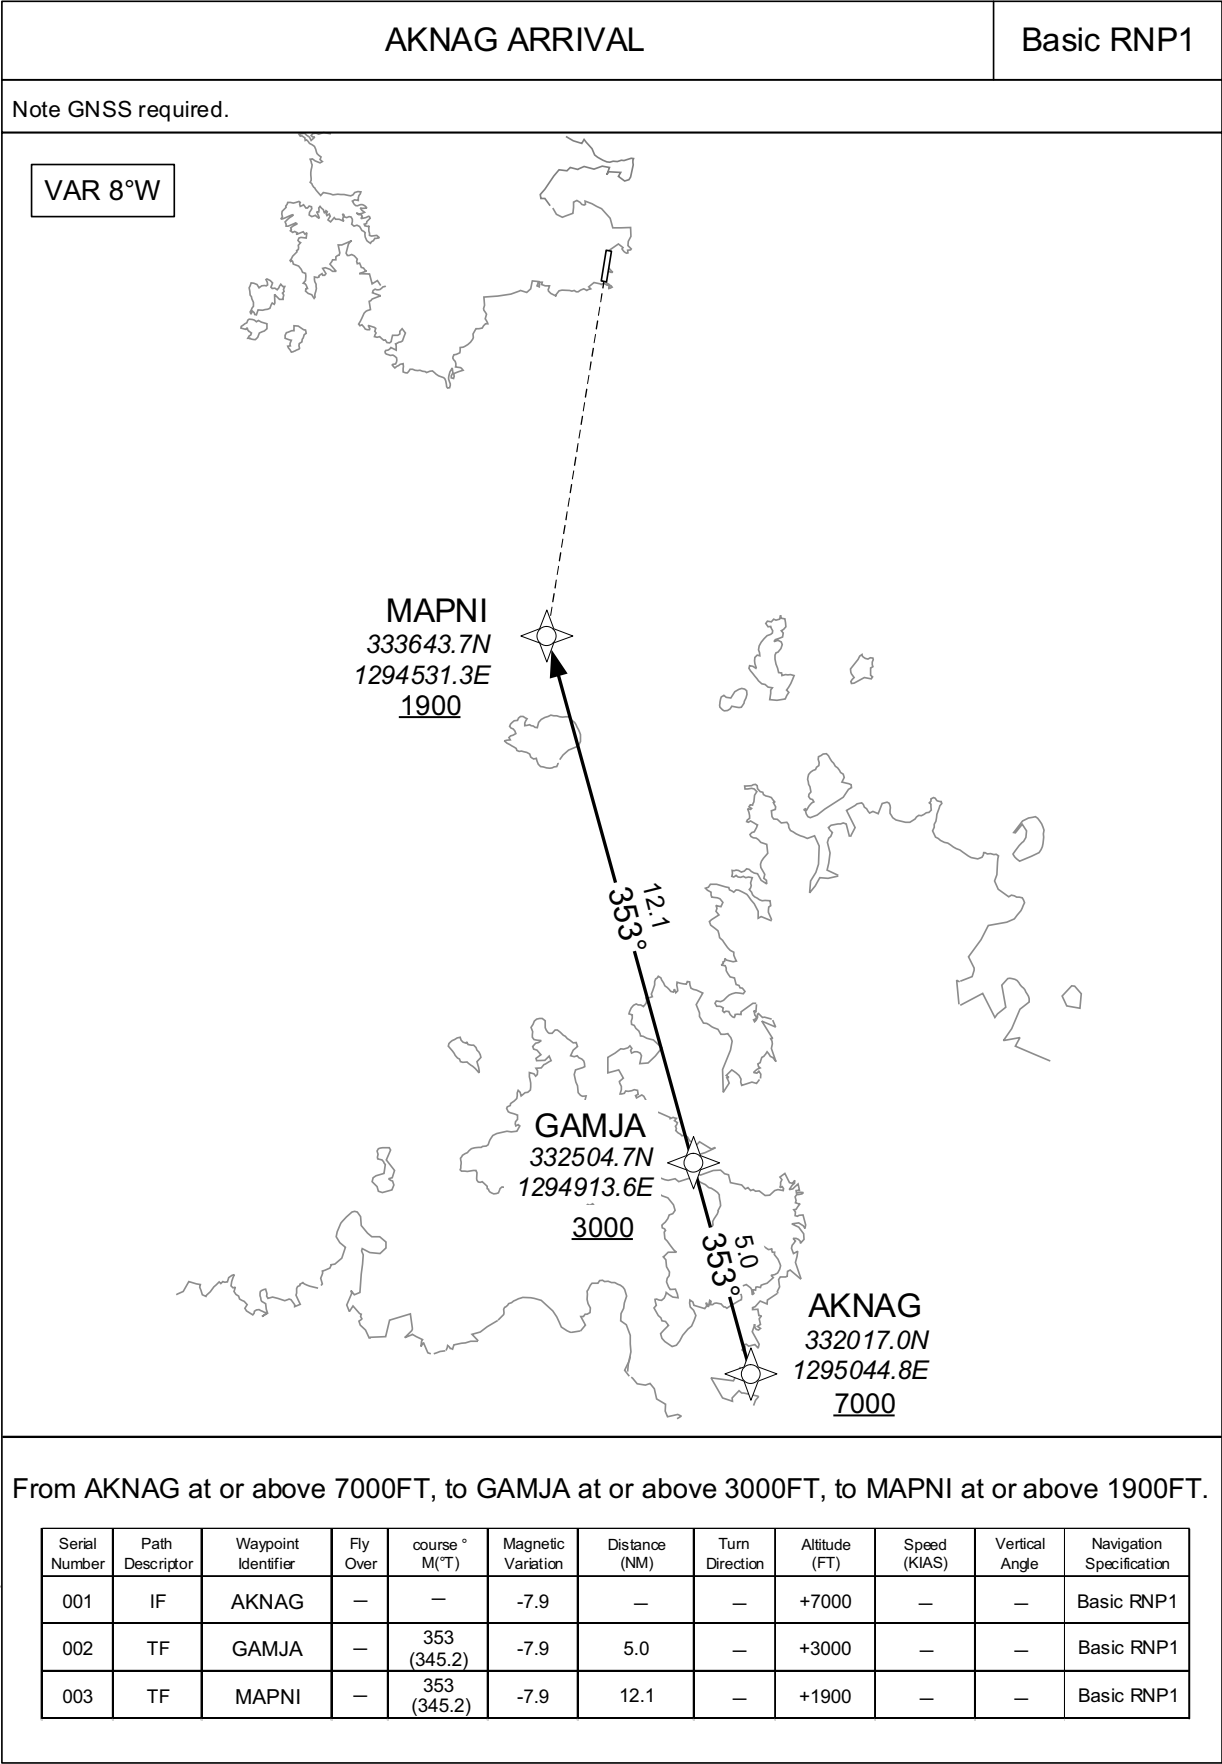 AKNAG ARRIVAL
Basic RNP1
Note GNSS required.
VAR 8°W
MAPNI
333643.7N
1294531.3E
1900
12.1
353°
GAMJA
332504.7N
1294913.6E
3000
5.0
353°
AKNAG
332017.0N
1295044.8E
7000
From AKNAG at or above 7000FT, to GAMJA at or above 3000FT, to MAPNI at or above 1900FT.
Serial Number Path Descriptor Waypoint Identifier Fly Over course ° M(°T) Magnetic Variation Distance (NM) Turn Direction Altitude (FT) Speed (KIAS) Vertical Angle Navigation Specification
001 IF AKNAG — — -7.9 — — +7000 — — Basic RNP1
002 TF GAMJA — 353 (345.2) -7.9 5.0 — +3000 — — Basic RNP1
003 TF MAPNI — 353 (345.2) -7.9 12.1 — +1900 — — Basic RNP1